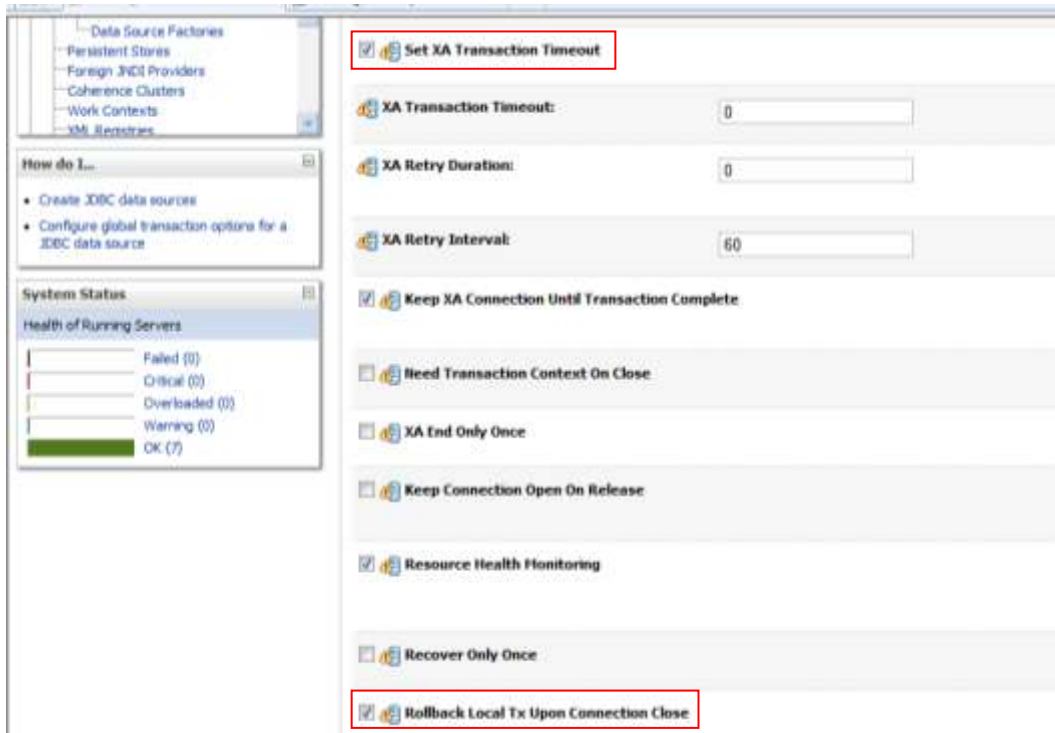 Data Source Factories
Persistent Stores
Foreign JNDI Providers
Coherence Clusters
Work Contexts
XML Registries
How do I...
Create JDBC data sources
Configure global transaction options for a
JDBC data source
System Status
Health of Running Servers
Failed (0)
Critical (0)
Overloaded (0)
Warning (0)
OK (7)
Set XA Transaction Timeout
XA Transaction Timeout:
0
XA Retry Duration:
0
XA Retry Interval:
60
Keep XA Connection Until Transaction Complete
Need Transaction Context On Close
XA End Only Once
Keep Connection Open On Release
Resource Health Monitoring
Recover Only Once
Rollback Local Tx Upon Connection Close